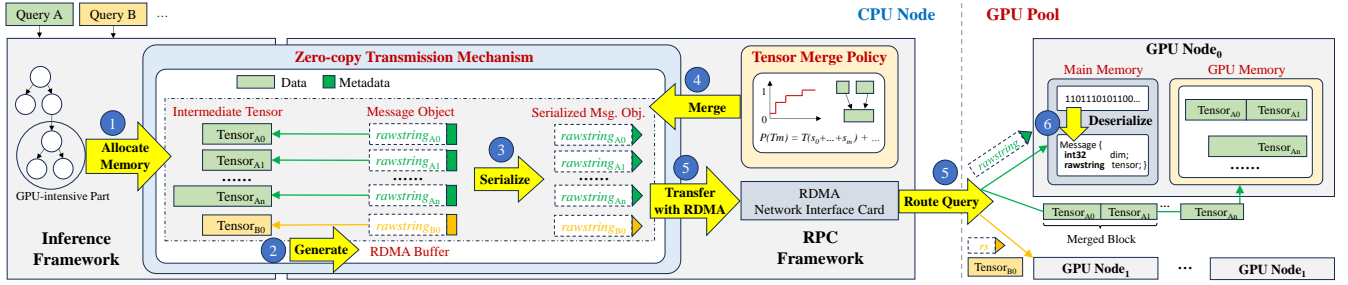 Query A
Query B
...
CPU Node
GPU Pool
Zero-copy Transmission Mechanism
Data
Metadata
Intermediate Tensor
Message Object
Serialized Msg. Obj.
1
Allocate
Memory
GPU-intensive Part
Inference
Framework
TensorA0
TensorA1
......
TensorAn
TensorB0
rawstringA0
rawstringA1
......
rawstringAn
rawstringB0
3
Serialize
rawstringA0
rawstringA1
......
rawstringAn
rawstringB0
2
Generate
RDMA Buffer
4
Merge
Tensor Merge Policy
1
0
P(Tm) = T(s0+...+sm) + ...
5
Transfer
with RDMA
RDMA
Network Interface Card
RPC
Framework
5
Route Query
rawstring
rs
TensorB0
GPU Node0
Main Memory
GPU Memory
1101110101100...
6
Deserialize
Message {
int32 dim;
rawstring tensor; }
TensorA0
TensorA1
TensorAn
......
TensorA0
TensorA1
...
TensorAn
Merged Block
GPU Node1
...
GPU Node1